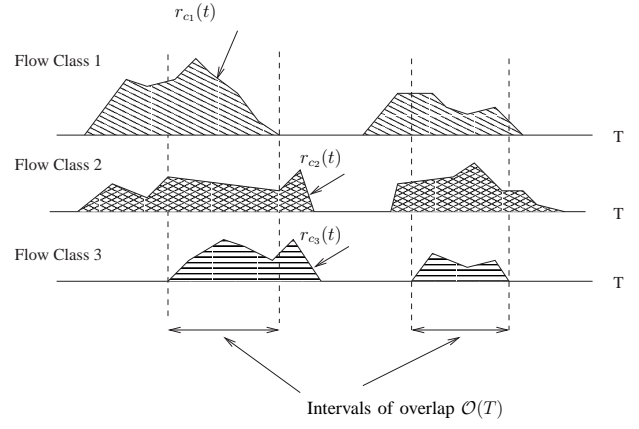 r_{c_1}(t)
Flow Class 1
T
Flow Class 2
r_{c_2}(t)
T
r_{c_3}(t)
Flow Class 3
T
Intervals of overlap 𝒪(T)